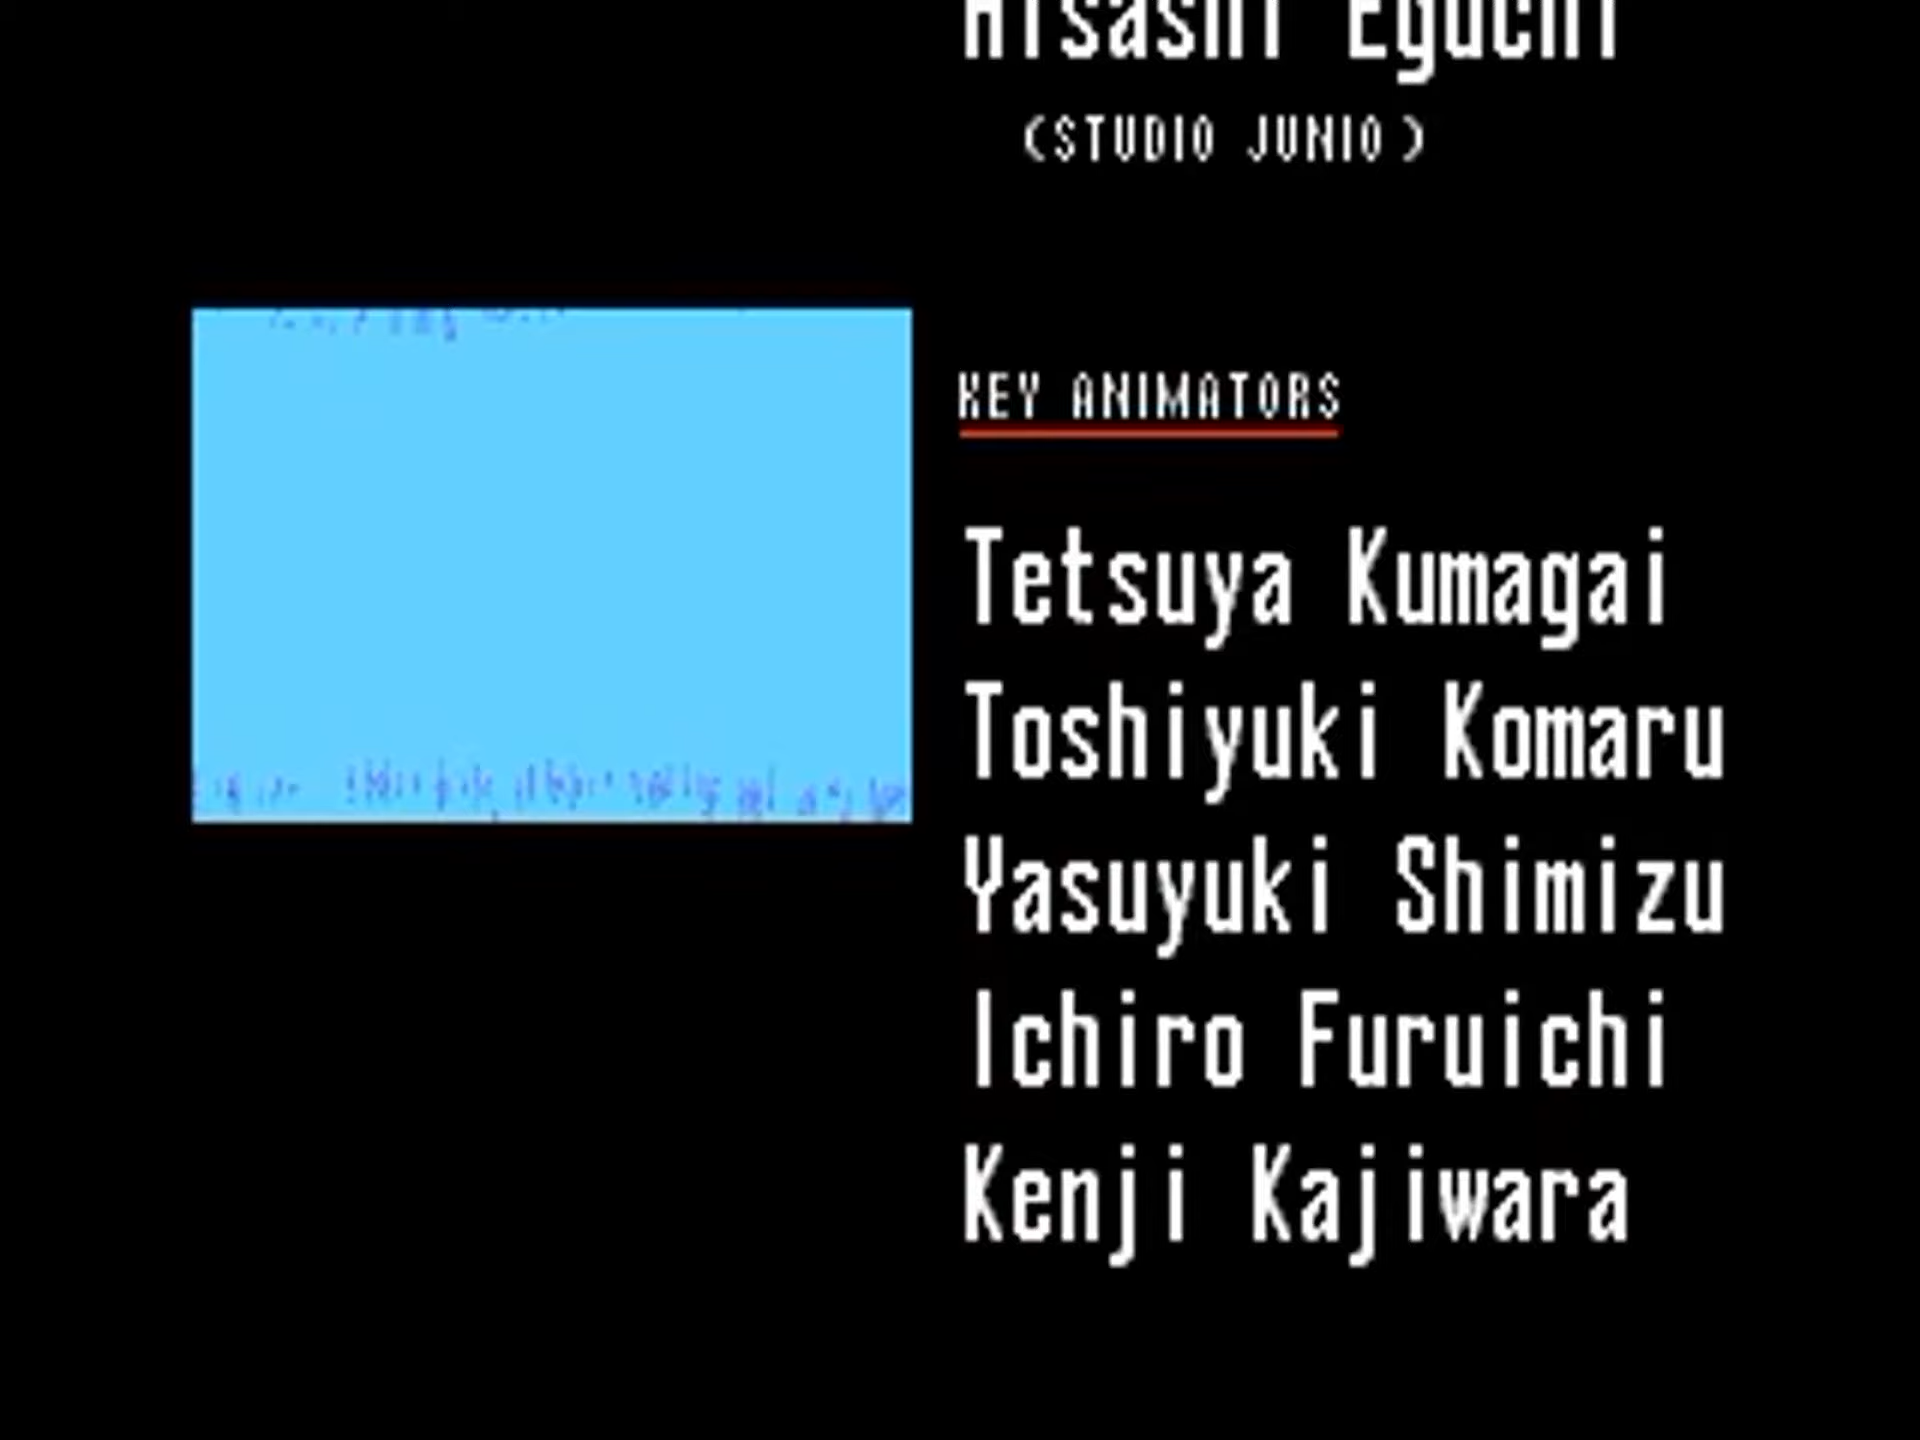 Hisashi Eguchi
(STUDIO JUNIO)
KEY ANIMATORS
Tetsuya Kumagai
Toshiyuki Komaru
Yasuyuki Shimizu
Ichiro Furuichi
Kenji Kajiwara